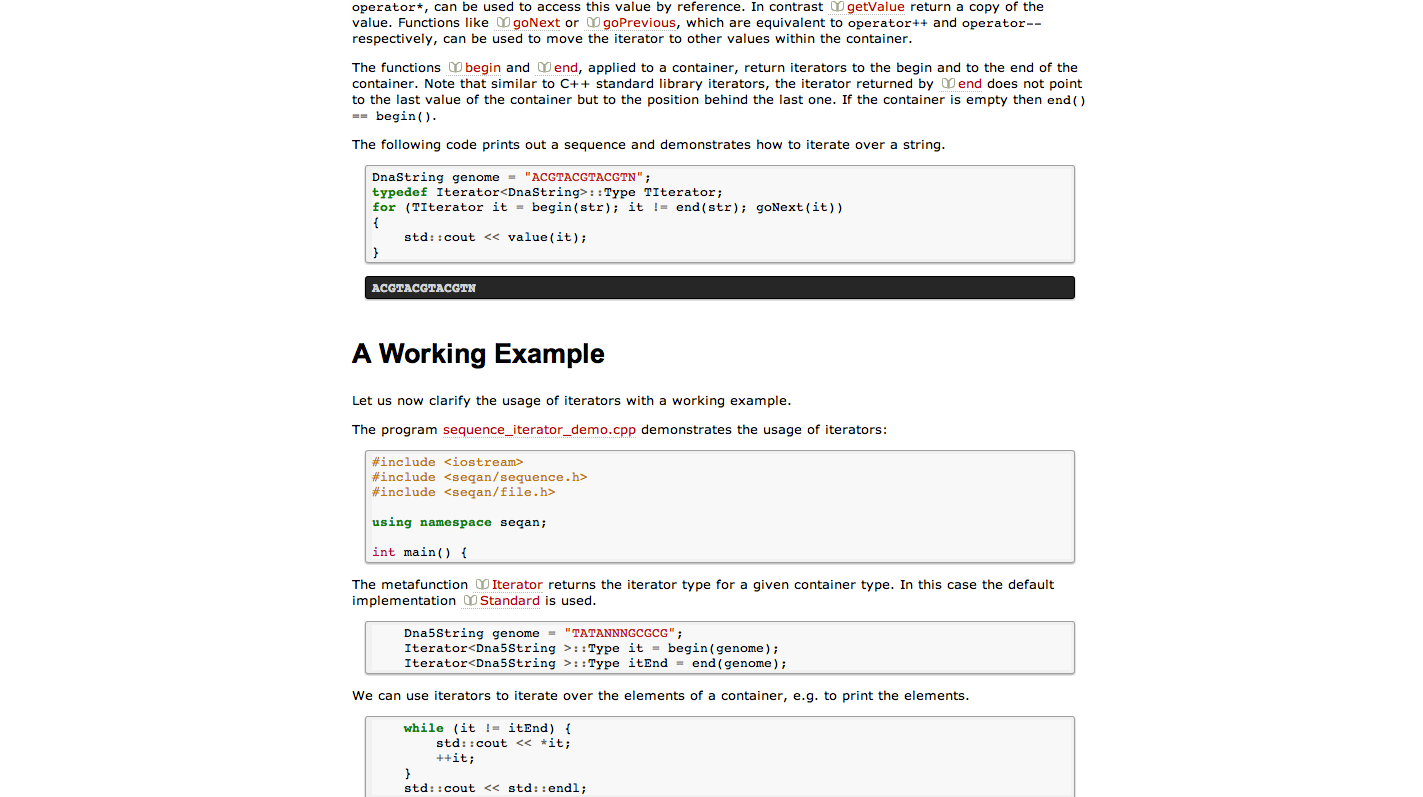 operator*, can be used to access this value by reference. In contrast getValue return a copy of the
value. Functions like goNext or goPrevious, which are equivalent to operator++ and operator--
respectively, can be used to move the iterator to other values within the container.
The functions begin and end, applied to a container, return iterators to the begin and to the end of the
container. Note that similar to C++ standard library iterators, the iterator returned by end does not point
to the last value of the container but to the position behind the last one. If the container is empty then end()
== begin().
The following code prints out a sequence and demonstrates how to iterate over a string.
DnaString genome = "ACGTACGTACGTN";
typedef Iterator<DnaString>::Type TIterator;
for (TIterator it = begin(str); it != end(str); goNext(it))
{
    std::cout << value(it);
}
ACGTACGTACGTN
A Working Example
Let us now clarify the usage of iterators with a working example.
The program sequence_iterator_demo.cpp demonstrates the usage of iterators:
#include <iostream>
#include <seqan/sequence.h>
#include <seqan/file.h>
using namespace seqan;
int main() {
The metafunction Iterator returns the iterator type for a given container type. In this case the default
implementation Standard is used.
    Dna5String genome = "TATANNNGCGCG";
    Iterator<Dna5String >::Type it = begin(genome);
    Iterator<Dna5String >::Type itEnd = end(genome);
We can use iterators to iterate over the elements of a container, e.g. to print the elements.
    while (it != itEnd) {
        std::cout << *it;
        ++it;
    }
    std::cout << std::endl;